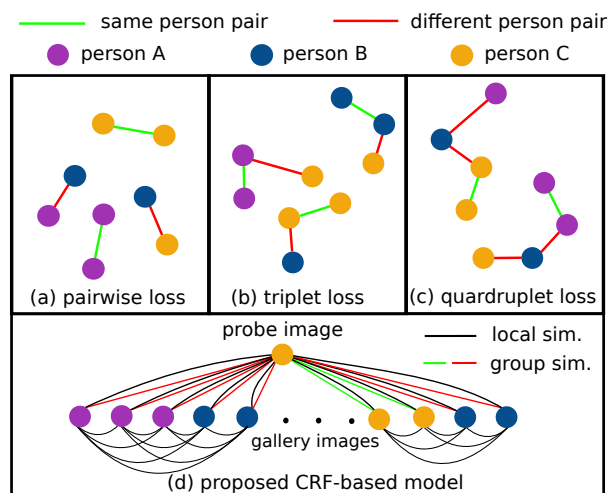 same person pair
different person pair
person A
person B
person C
(a) pairwise loss
(b) triplet loss
(c) quardruplet loss
probe image
local sim.
group sim.
gallery images
(d) proposed CRF-based model